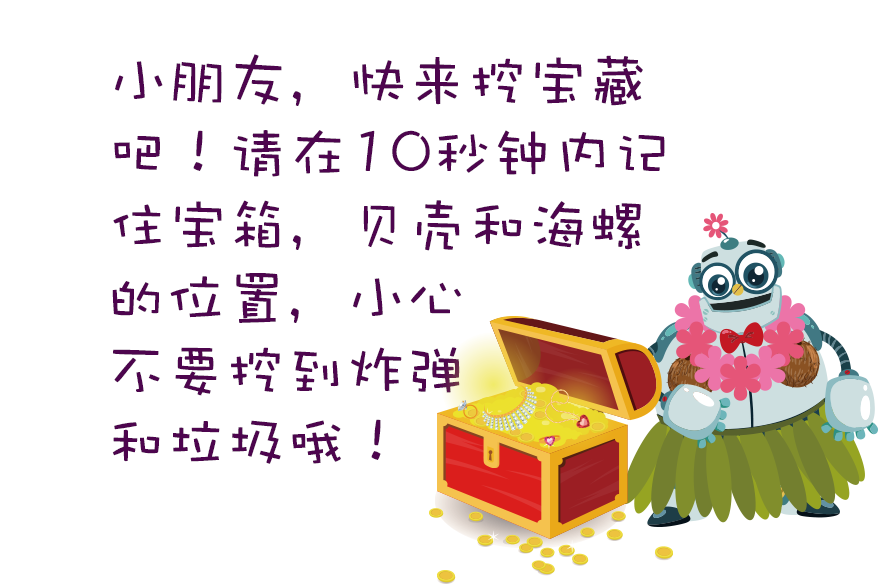 小朋友，快来挖宝藏
吧！请在10秒钟内记
住宝箱，贝壳和海螺
的位置，小心
不要挖到炸弹
和垃圾哦！